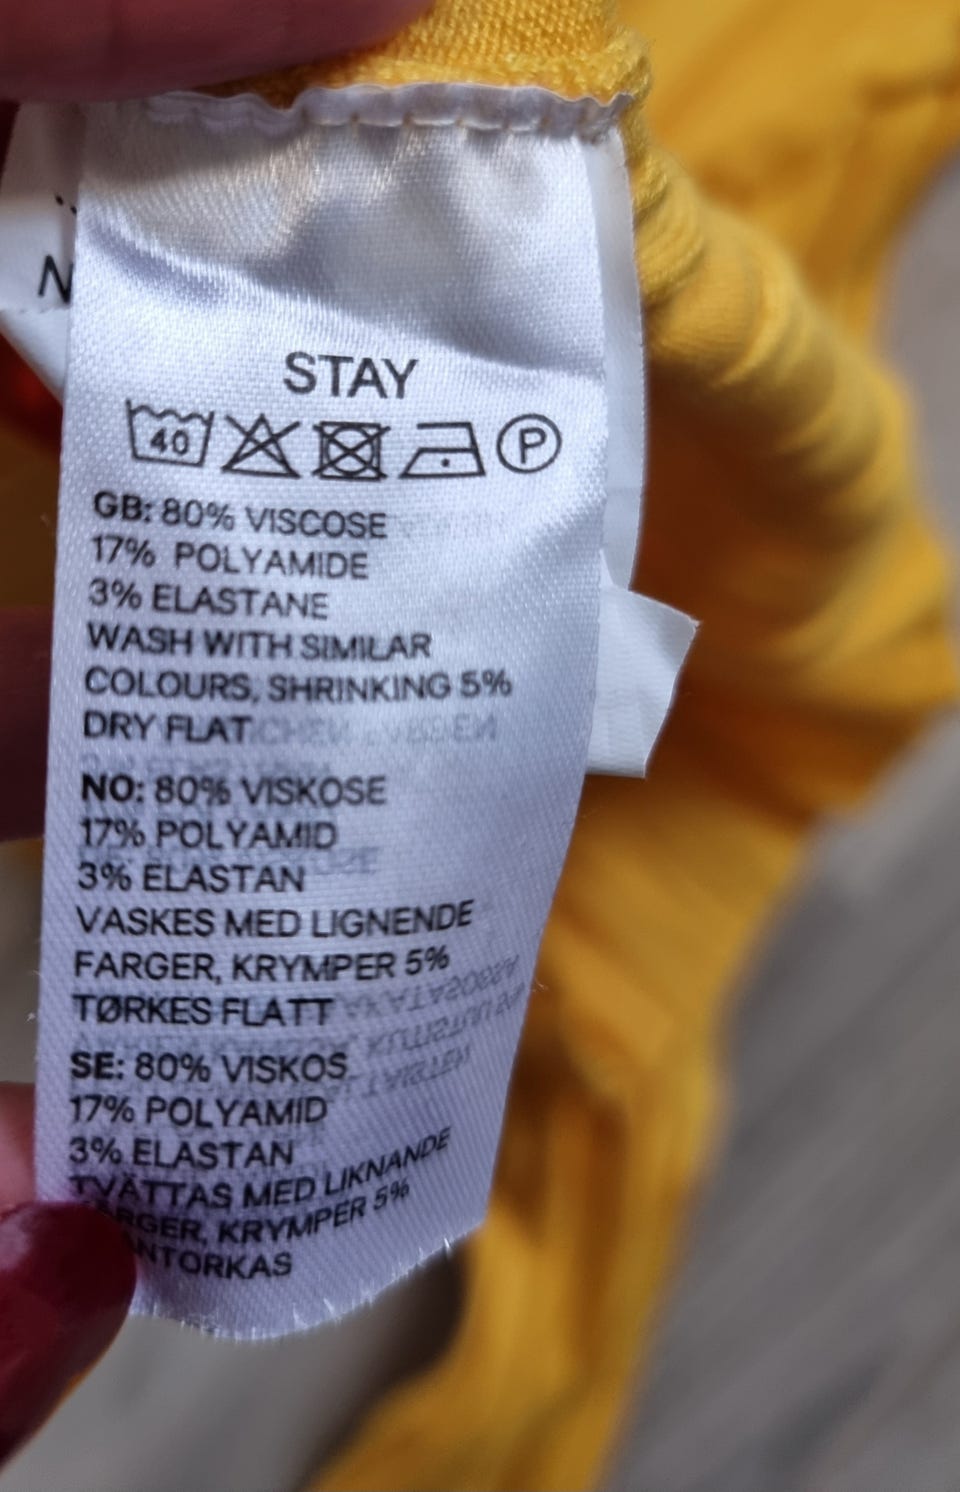 N
STAY
40 P
GB: 80% VISCOSE
17% POLYAMIDE
3% ELASTANE
WASH WITH SIMILAR
COLOURS, SHRINKING 5%
DRY FLAT
NO: 80% VISKOSE
17% POLYAMID
3% ELASTAN
VASKES MED LIGNENDE
FARGER, KRYMPER 5%
TØRKES FLATT
SE: 80% VISKOS
17% POLYAMID
3% ELASTAN
TVÄTTAS MED LIKNANDE
RGER, KRYMPER 5%
NTORKAS